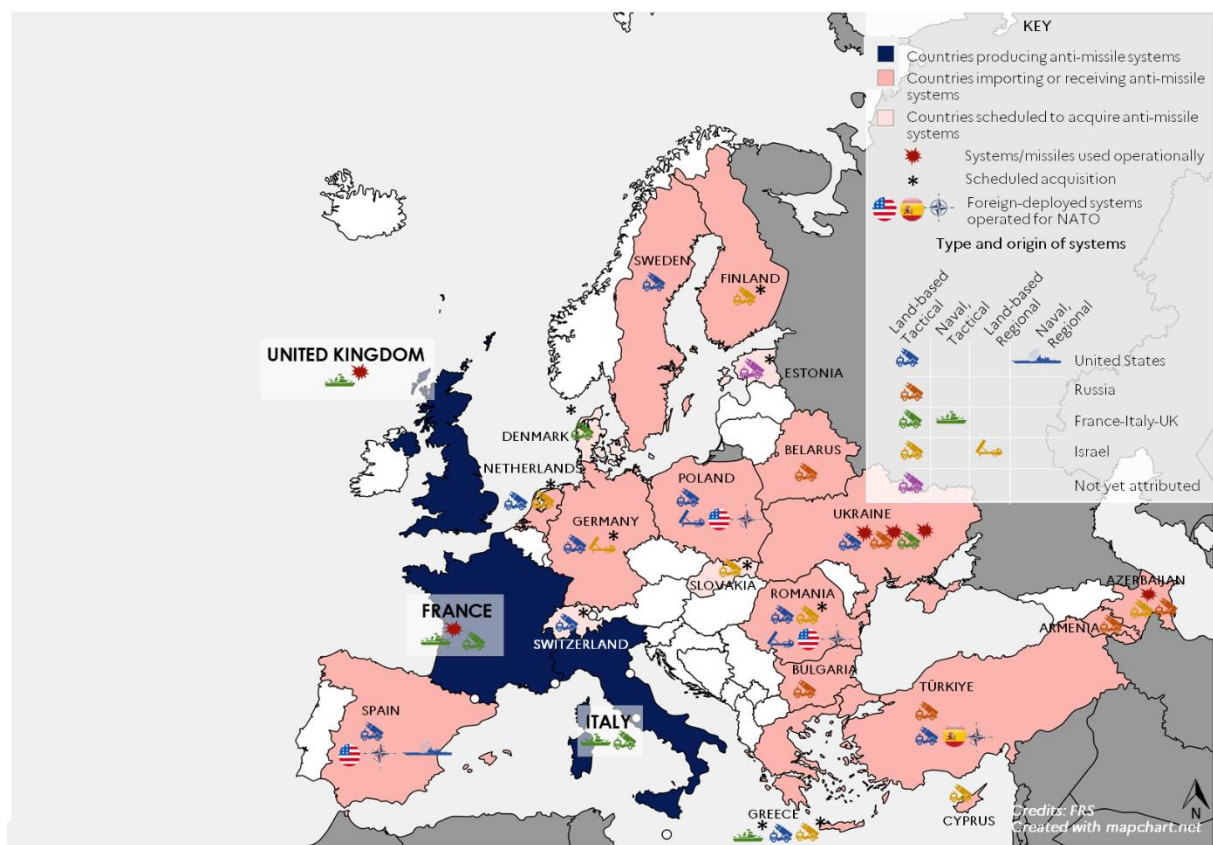 KEY
Countries producing anti-missile systems
Countries importing or receiving anti-missile
systems
Countries scheduled to acquire anti-missile
systems
Systems/missiles used operationally
* Scheduled acquisition
Foreign-deployed systems
operated for NATO
Type and origin of systems
Land-based
Tactical
Naval,
Tactical
Land-based
Regional
Naval,
Regional
United States
Russia
France-Italy-UK
Israel
Not yet attributed
SWEDEN
FINLAND
*
UNITED KINGDOM
*
ESTONIA
*
DENMARK
NETHERLANDS
*
BELARUS
POLAND
GERMANY
*
UKRAINE
SLOVAKIA
*
ROMANIA
*
AZERBAIJAN
ARMENIA
FRANCE
*
SWITZERLAND
BULGARIA
TÜRKIYE
SPAIN
ITALY
CYPRUS
GREECE
* *
N
Credits: FRS
Created with mapchart.net